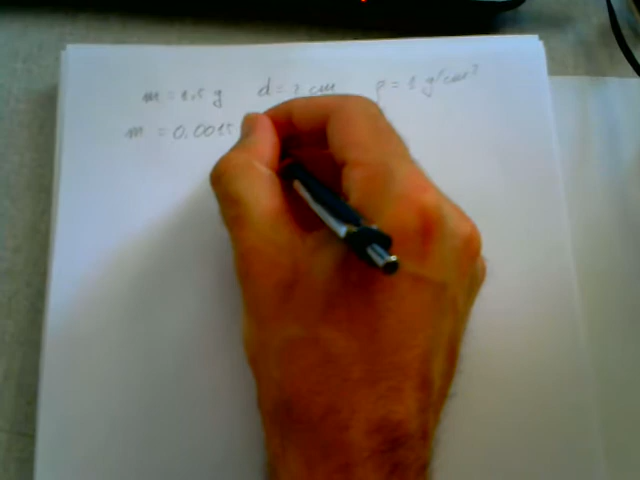 m = 1.5 g d = 2 cm ρ = 1 g/cm³
m = 0.0015